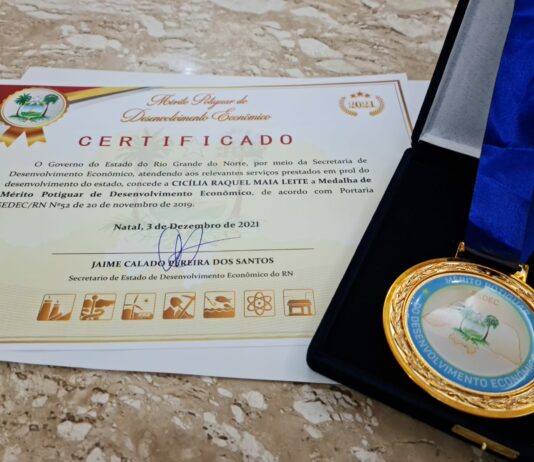 Mérito Potiguar de
Desenvolvimento Econômico
2021
CERTIFICADO
O Governo do Estado do Rio Grande do Norte, por meio da Secretaria de
Desenvolvimento Econômico, atendendo aos relevantes serviços prestados em prol do
desenvolvimento do estado, concede a CICÍLIA RAQUEL MAIA LEITE a Medalha de
Mérito Potiguar de Desenvolvimento Econômico, de acordo com Portaria
SEDEC/RN Nº52 de 20 de novembro de 2019.
Natal, 3 de Dezembro de 2021
JAIME CALADO PEREIRA DOS SANTOS
Secretario de Estado de Desenvolvimento Econômico do RN
MÉRITO POTIGUAR
SEDEC
DO DESENVOLVIMENTO ECONÔMICO